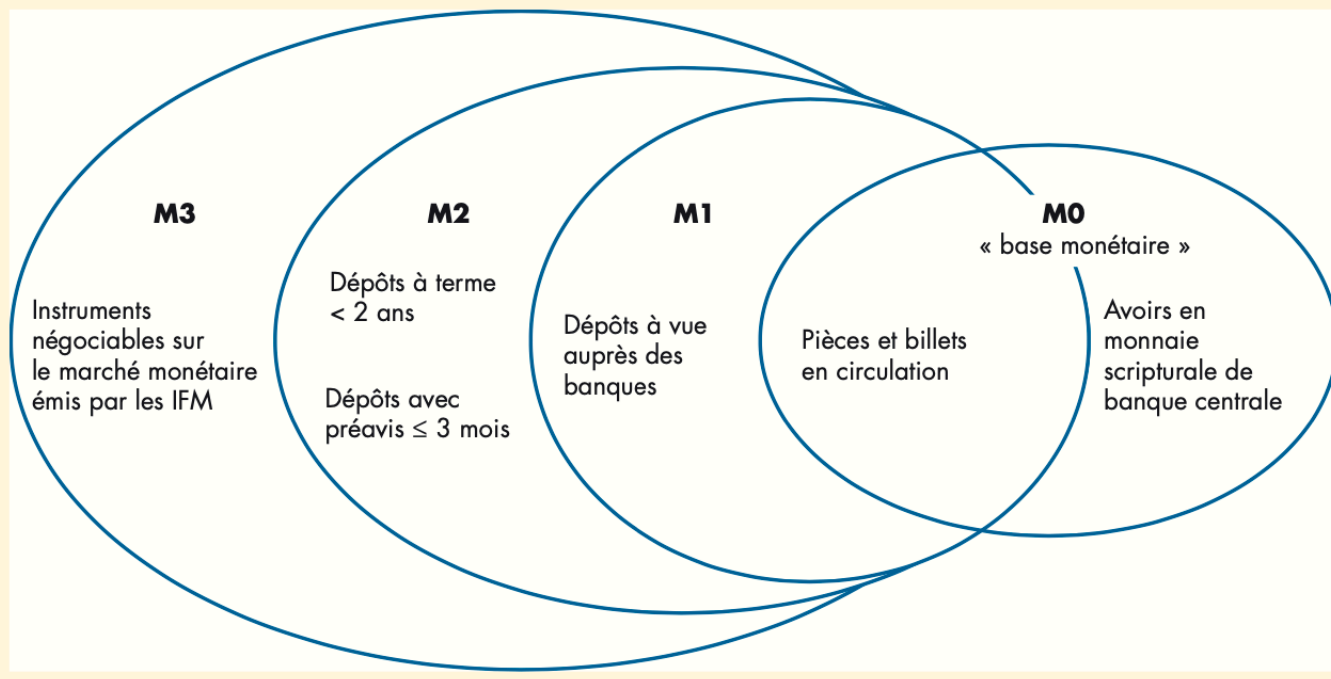 M3
Instruments
négociables sur
le marché monétaire
émis par les IFM
M2
Dépôts à terme
< 2 ans
Dépôts avec
préavis ≤ 3 mois
M1
Dépôts à vue
auprès des
banques
M0
« base monétaire »
Pièces et billets
en circulation
Avoirs en
monnaie
scripturale de
banque centrale